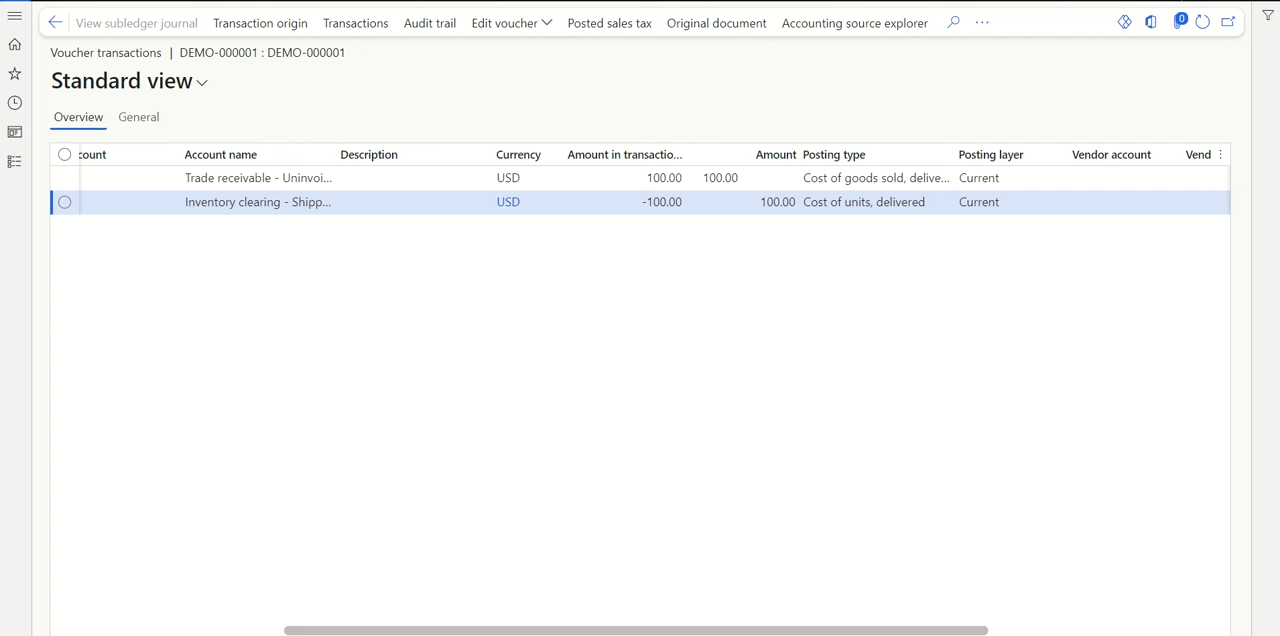 View subledger journal Transaction origin Transactions Audit trail Edit voucher Posted sales tax Original document Accounting source explorer ... 0
Voucher transactions | DEMO-000001 : DEMO-000001
Standard view
Overview General
count Account name Description Currency Amount in transactio... Amount Posting type Posting layer Vendor account Vend
Trade receivable - Uninvoi... USD 100.00 100.00 Cost of goods sold, delive... Current
Inventory clearing - Shipp... USD -100.00 100.00 Cost of units, delivered Current